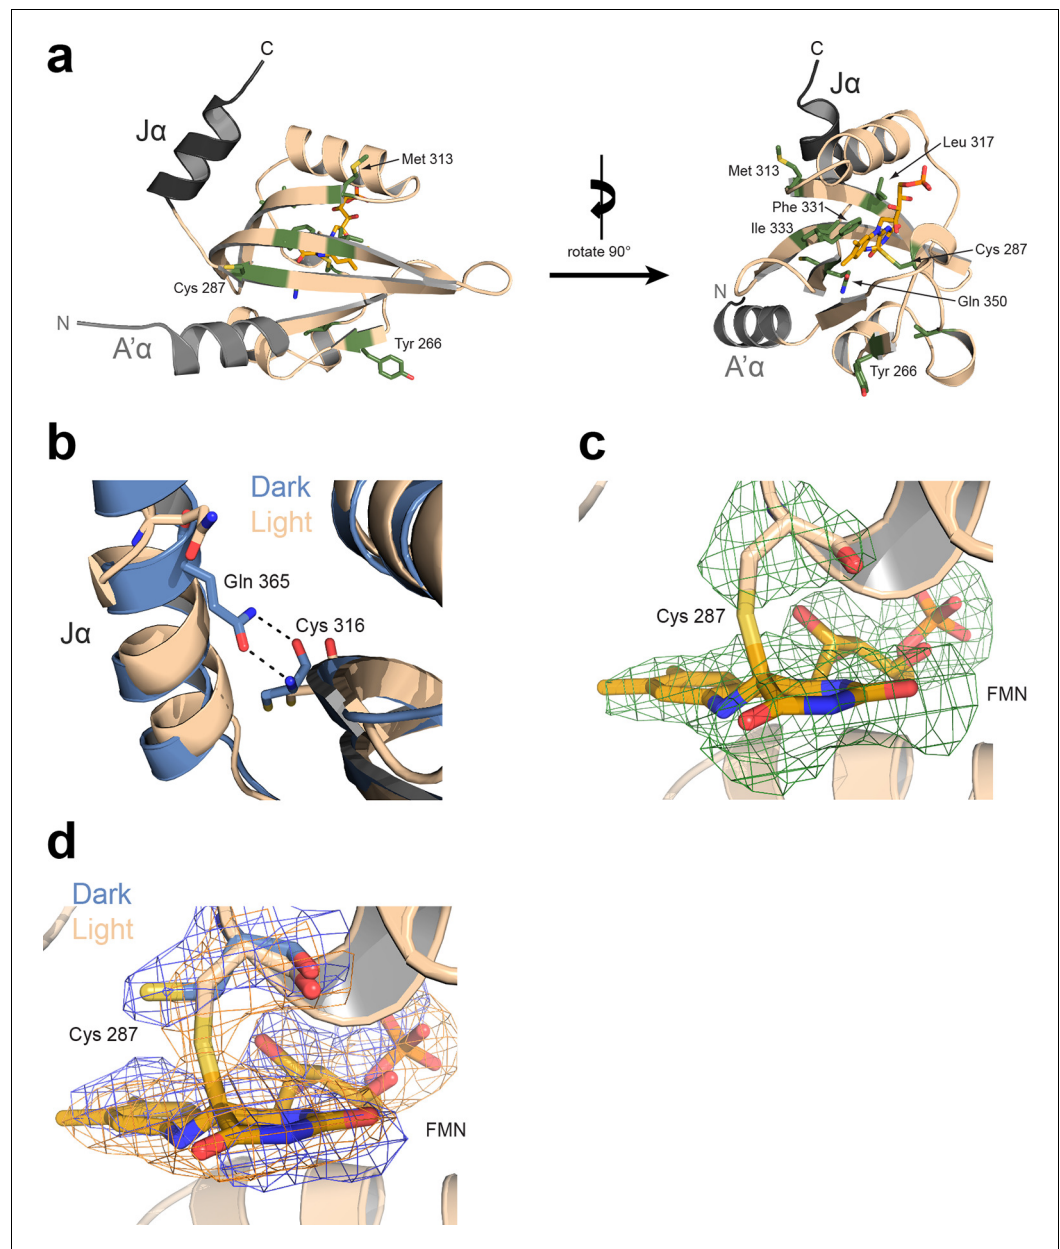 a
C
Jα
Met 313
Cys 287
N
A'α
Tyr 266
rotate 90°
C
Jα
Leu 317
Met 313
Phe 331
Ile 333
Cys 287
N
Gln 350
A'α
Tyr 266
b
Dark
Light
Gln 365
Cys 316
Jα
c
Cys 287
FMN
d
Dark
Light
Cys 287
FMN